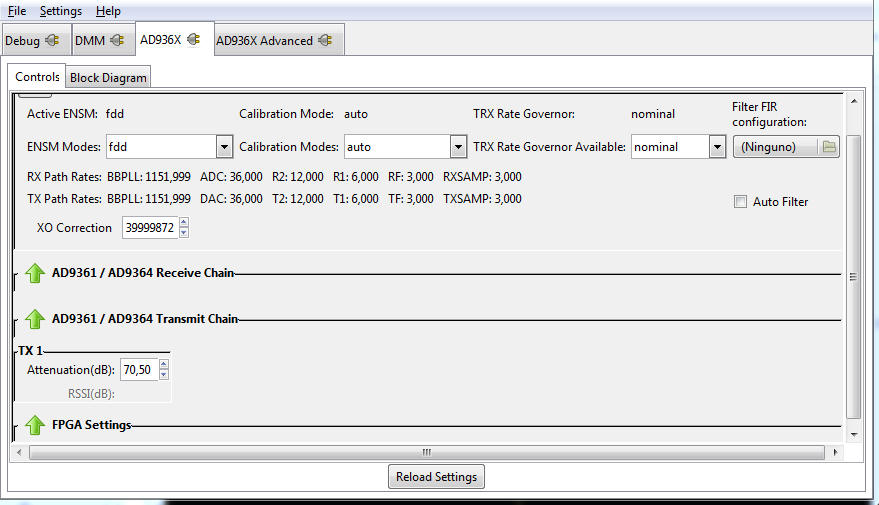 File Settings Help
Debug DMM AD936X AD936X Advanced
Controls Block Diagram
Active ENSM: fdd Calibration Mode: auto TRX Rate Governor: nominal Filter FIR configuration:
ENSM Modes: fdd Calibration Modes: auto TRX Rate Governor Available: nominal (Ninguno)
RX Path Rates: BBPLL: 1151,999 ADC: 36,000 R2: 12,000 R1: 6,000 RF: 3,000 RXSAMP: 3,000
TX Path Rates: BBPLL: 1151,999 DAC: 36,000 T2: 12,000 T1: 6,000 TF: 3,000 TXSAMP: 3,000
Auto Filter
XO Correction 39999872
AD9361 / AD9364 Receive Chain
AD9361 / AD9364 Transmit Chain
TX 1
Attenuation(dB): 70,50
RSSI(dB):
FPGA Settings
Reload Settings